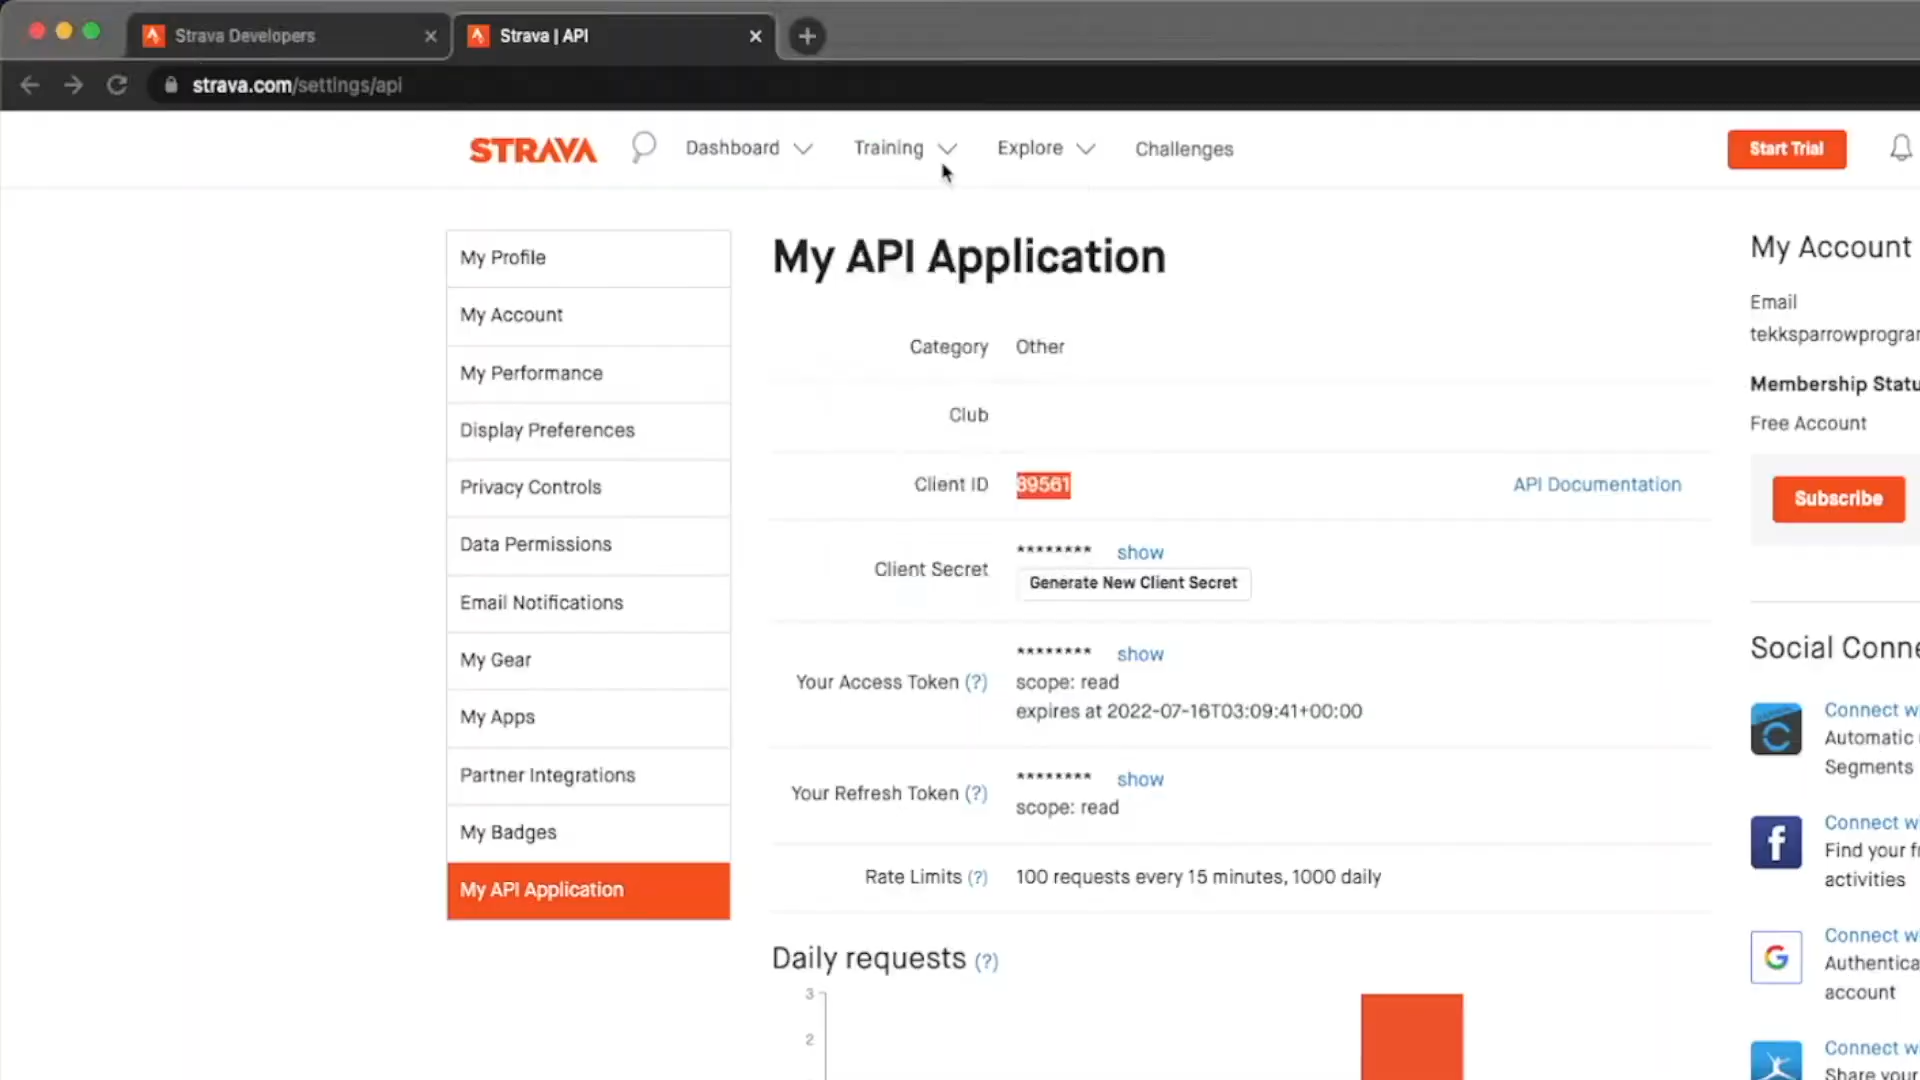 Strava Developers
Strava | API
strava.com/settings/api
STRAVA
Dashboard
Training
Explore
Challenges
Start Trial
My Profile
My Account
My Performance
Display Preferences
Privacy Controls
Data Permissions
Email Notifications
My Gear
My Apps
Partner Integrations
My Badges
My API Application
My API Application
Category Other
Club
Client ID 89561 API Documentation
Client Secret ******** show
Generate New Client Secret
Your Access Token (?) ******** show
scope: read
expires at 2022-07-16T03:09:41+00:00
Your Refresh Token (?) ******** show
scope: read
Rate Limits (?) 100 requests every 15 minutes, 1000 daily
Daily requests (?)
3
2
My Account
Email
tekksparrowprogra
Membership Statu
Free Account
Subscribe
Social Conne
Connect w
Automatic
Segments
Connect w
Find your f
activities
Connect w
Authentica
account
Connect w
Share your